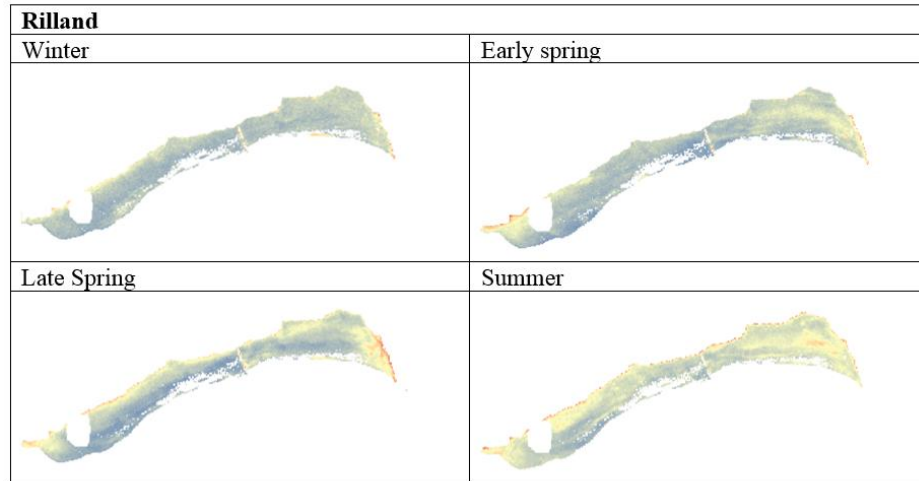 Rilland
Winter
Early spring
Late Spring
Summer